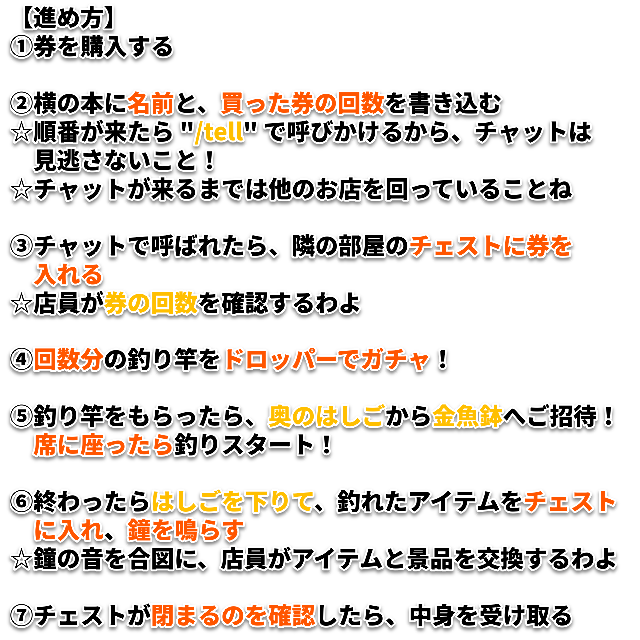 【進め方】
①券を購入する
②横の本に名前と、買った券の回数を書き込む
☆順番が来たら "/tell" で呼びかけるから、チャットは
見逃さないこと！
☆チャットが来るまでは他のお店を回っていることね
③チャットで呼ばれたら、隣の部屋のチェストに券を
入れる
☆店員が券の回数を確認するわよ
④回数分の釣り竿をドロッパーでガチャ！
⑤釣り竿をもらったら、奥のはしごから金魚鉢へご招待！
席に座ったら釣りスタート！
⑥終わったらはしごを下りて、釣れたアイテムをチェスト
に入れ、鐘を鳴らす
☆鐘の音を合図に、店員がアイテムと景品を交換するわよ
⑦チェストが閉まるのを確認したら、中身を受け取る